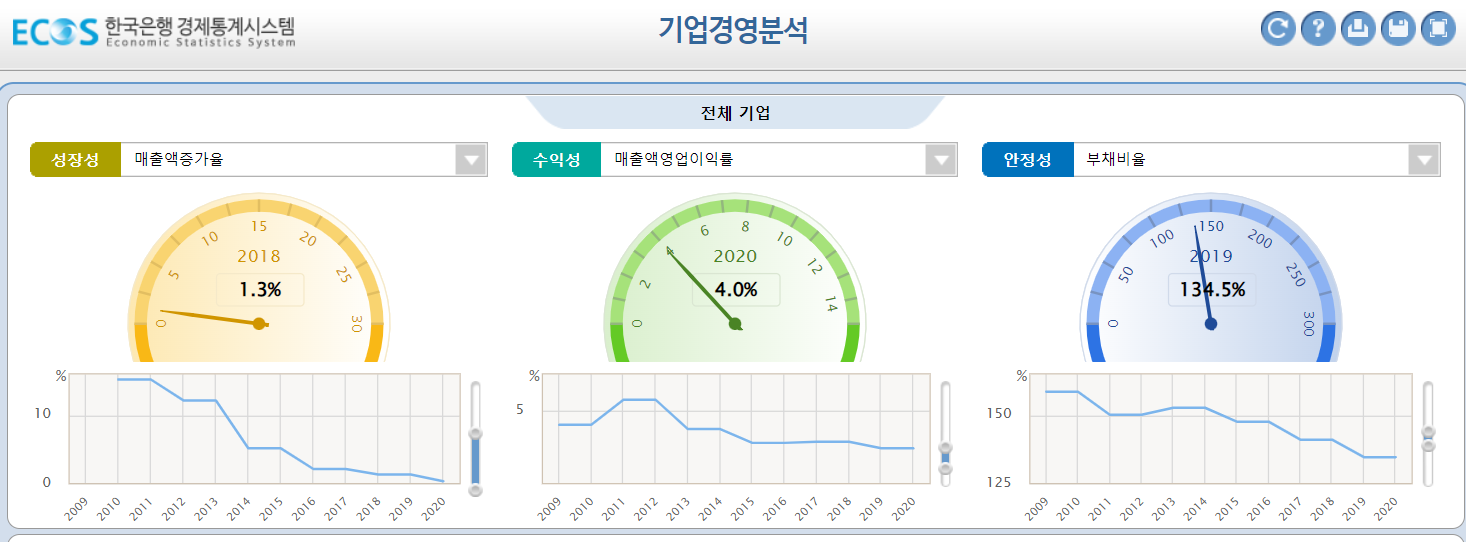 ECOS 한국은행 경제통계시스템
Economic Statistics System
기업경영분석
전체 기업
성장성 매출액증가율
수익성 매출액영업이익률
안정성 부채비율
0 5 10 15 20 25 30
2018
1.3%
0 2 4 6 8 10 12 14
2020
4.0%
0 50 100 150 200 250 300
2019
134.5%
%
10
0
2009 2010 2011 2012 2013 2014 2015 2016 2017 2018 2019 2020
%
5
2009 2010 2011 2012 2013 2014 2015 2016 2017 2018 2019 2020
%
150
125
2009 2010 2011 2012 2013 2014 2015 2016 2017 2018 2019 2020